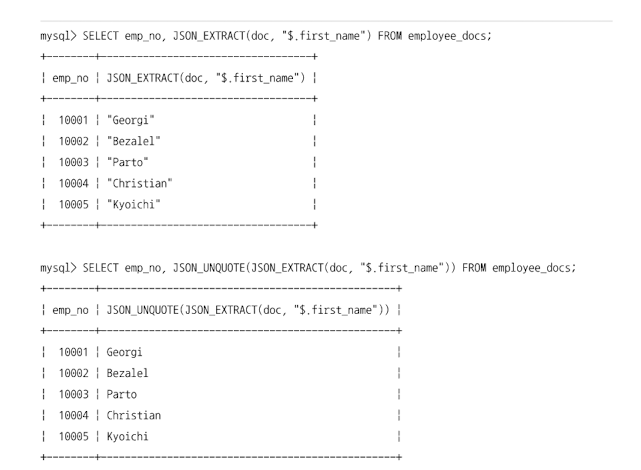 mysql> SELECT emp_no, JSON_EXTRACT(doc, "$.first_name") FROM employee_docs;
+--------+-----------------------------------+
| emp_no | JSON_EXTRACT(doc, "$.first_name") |
+--------+-----------------------------------+
|  10001 | "Georgi"                          |
|  10002 | "Bezalel"                         |
|  10003 | "Parto"                           |
|  10004 | "Christian"                       |
|  10005 | "Kyoichi"                         |
+--------+-----------------------------------+
mysql> SELECT emp_no, JSON_UNQUOTE(JSON_EXTRACT(doc, "$.first_name")) FROM employee_docs;
+--------+-------------------------------------------------+
| emp_no | JSON_UNQUOTE(JSON_EXTRACT(doc, "$.first_name")) |
+--------+-------------------------------------------------+
|  10001 | Georgi                                          |
|  10002 | Bezalel                                         |
|  10003 | Parto                                           |
|  10004 | Christian                                       |
|  10005 | Kyoichi                                         |
+--------+-------------------------------------------------+